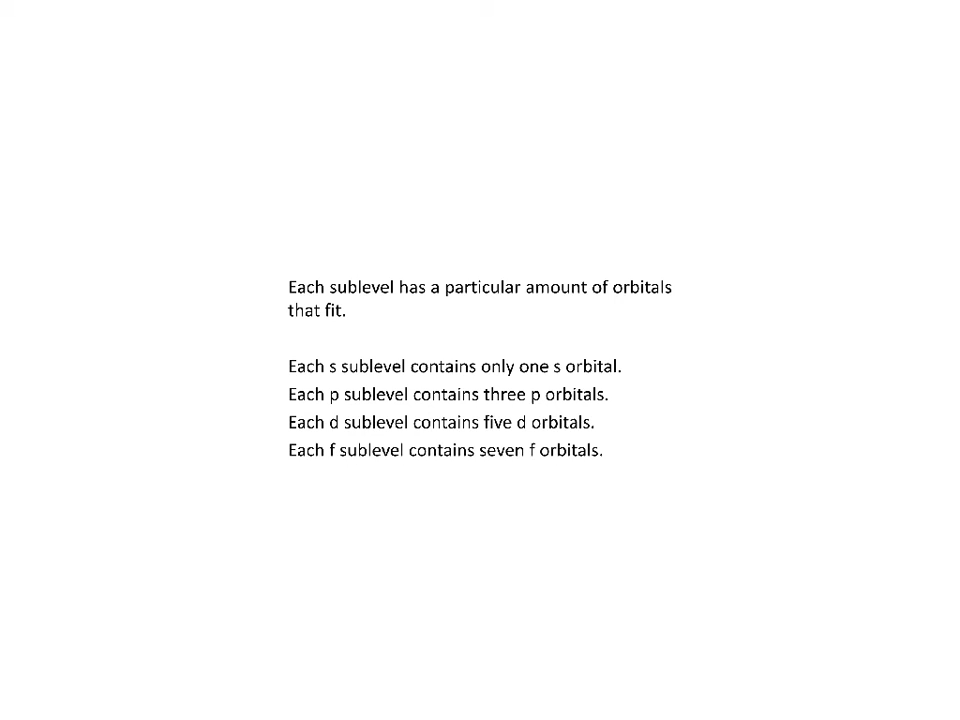 Each sublevel has a particular amount of orbitals
that fit.
Each s sublevel contains only one s orbital.
Each p sublevel contains three p orbitals.
Each d sublevel contains five d orbitals.
Each f sublevel contains seven f orbitals.